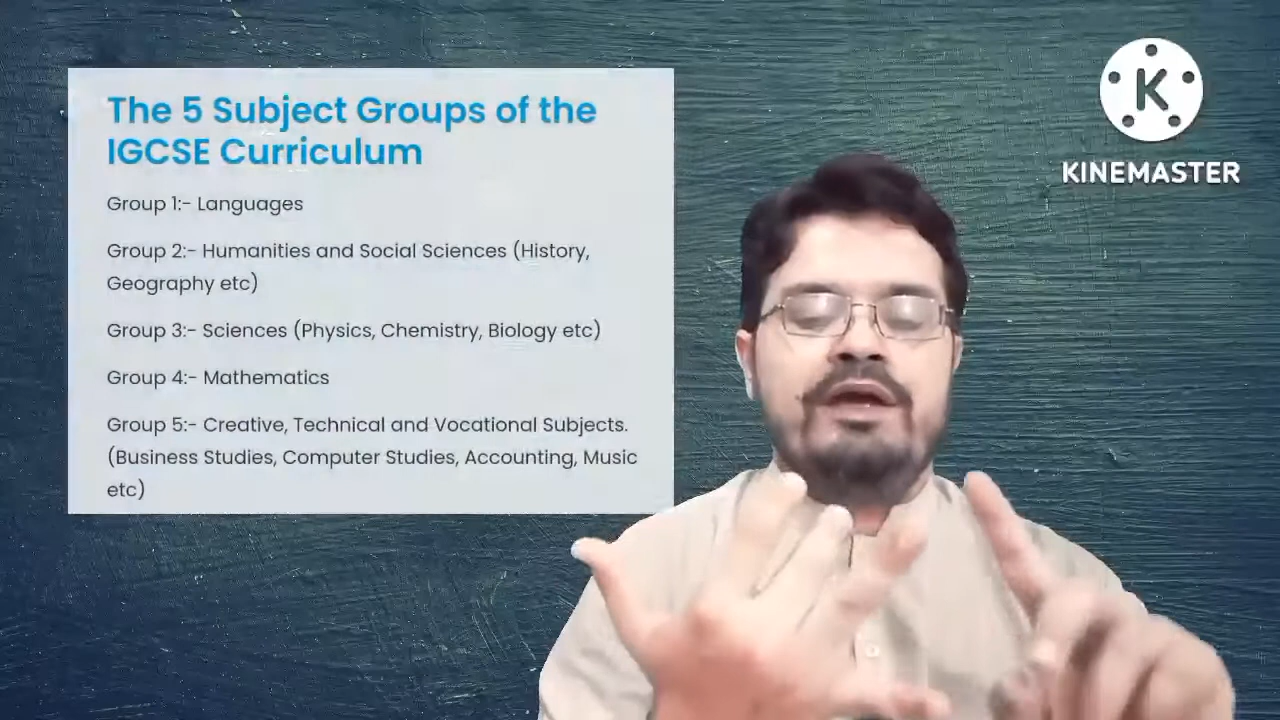 The 5 Subject Groups of the
IGCSE Curriculum
Group 1:- Languages
Group 2:- Humanities and Social Sciences (History,
Geography etc)
Group 3:- Sciences (Physics, Chemistry, Biology etc)
Group 4:- Mathematics
Group 5:- Creative, Technical and Vocational Subjects.
(Business Studies, Computer Studies, Accounting, Music
etc)
K
KINEMASTER